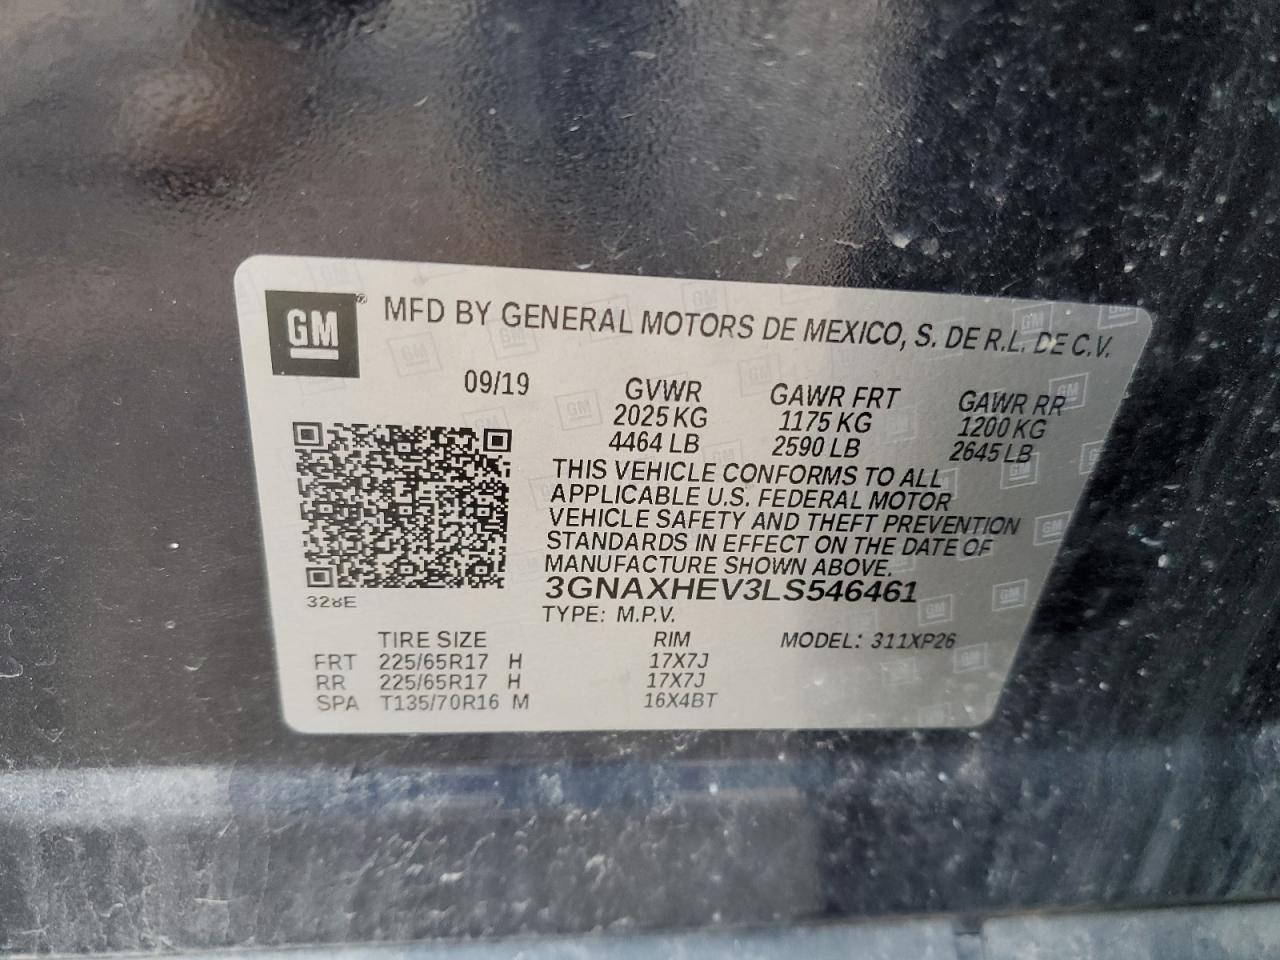 GM® MFD BY GENERAL MOTORS DE MEXICO, S. DE R.L. DE C.V.
09/19 GVWR GAWR FRT GAWR RR
2025 KG 1175 KG 1200 KG
4464 LB 2590 LB 2645 LB
THIS VEHICLE CONFORMS TO ALL
APPLICABLE U.S. FEDERAL MOTOR
VEHICLE SAFETY AND THEFT PREVENTION
STANDARDS IN EFFECT ON THE DATE OF
MANUFACTURE SHOWN ABOVE.
3GNAXHEV3LS546461
328E
TYPE: M.P.V.
TIRE SIZE RIM MODEL: 311XP26
FRT 225/65R17 H 17X7J
RR 225/65R17 H 17X7J
SPA T135/70R16 M 16X4BT